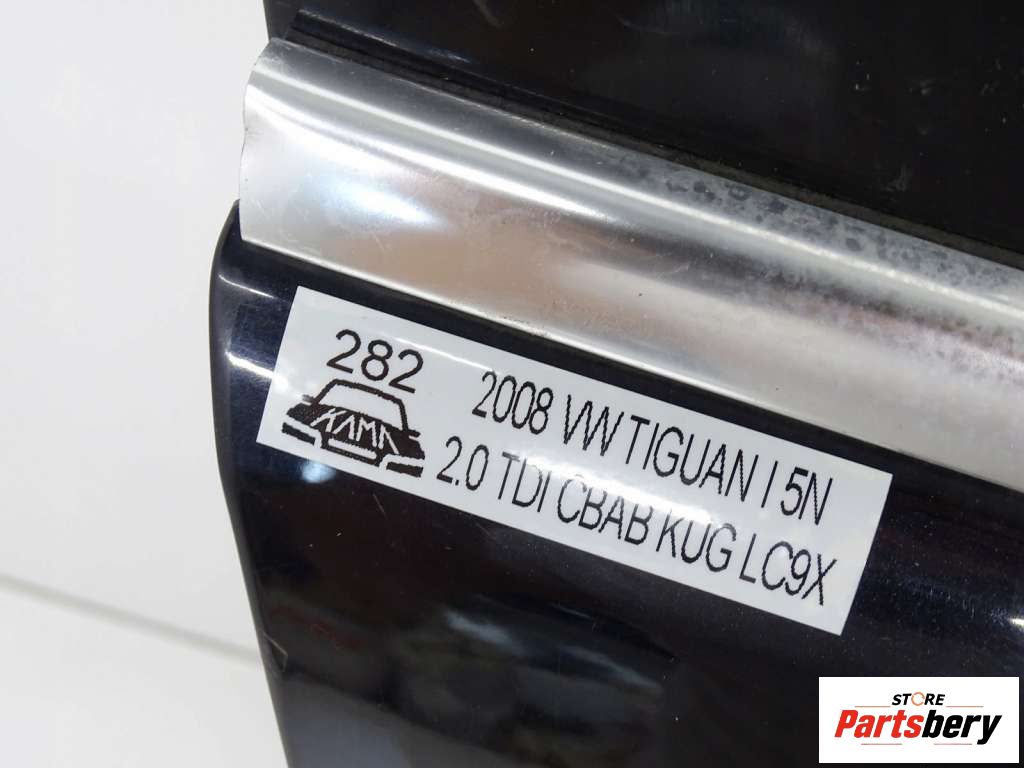 282
KAMA
2008 VW TIGUAN I 5N
2.0 TDI CBAB KUG LC9X
STORE
Partsbery